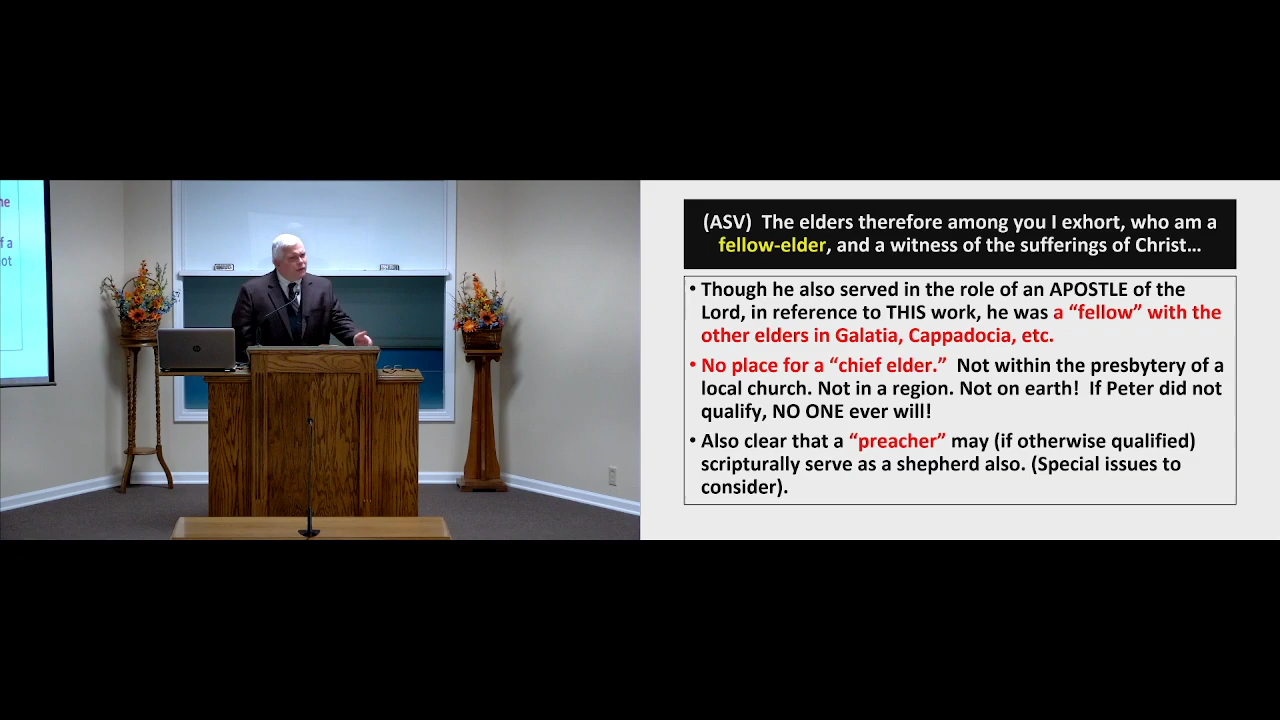 ne
f a
ot
hp
(ASV) The elders therefore among you I exhort, who am a
fellow-elder, and a witness of the sufferings of Christ...
• Though he also served in the role of an APOSTLE of the
Lord, in reference to THIS work, he was a “fellow” with the
other elders in Galatia, Cappadocia, etc.
• No place for a “chief elder.” Not within the presbytery of a
local church. Not in a region. Not on earth! If Peter did not
qualify, NO ONE ever will!
• Also clear that a “preacher” may (if otherwise qualified)
scripturally serve as a shepherd also. (Special issues to
consider).